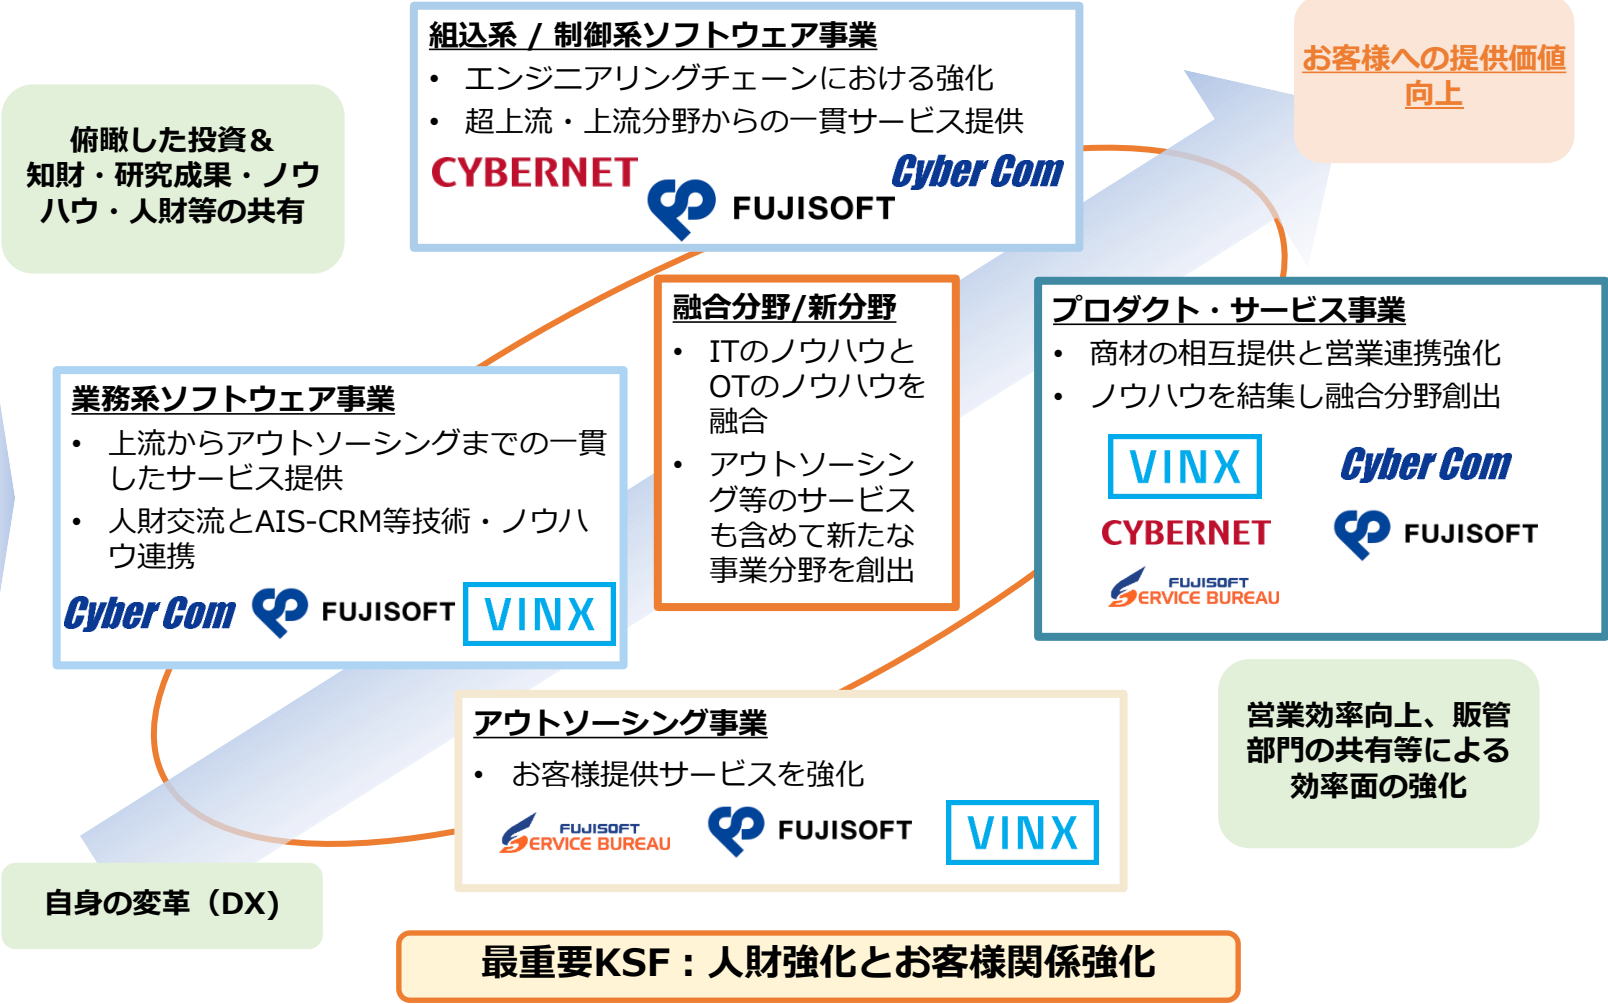 組込系 / 制御系ソフトウェア事業
• エンジニアリングチェーンにおける強化
• 超上流・上流分野からの一貫サービス提供
CYBERNET
FUJISOFT
Cyber Com
お客様への提供価値
向上
俯瞰した投資＆
知財・研究成果・ノウ
ハウ・人財等の共有
融合分野/新分野
• ITのノウハウと
OTのノウハウを
融合
• アウトソーシン
グ等のサービス
も含めて新たな
事業分野を創出
プロダクト・サービス事業
• 商材の相互提供と営業連携強化
• ノウハウを結集し融合分野創出
VINX
Cyber Com
CYBERNET
FUJISOFT
FUJISOFT
SERVICE BUREAU
業務系ソフトウェア事業
• 上流からアウトソーシングまでの一貫
したサービス提供
• 人財交流とAIS-CRM等技術・ノウハ
ウ連携
Cyber Com
FUJISOFT
VINX
アウトソーシング事業
• お客様提供サービスを強化
FUJISOFT
SERVICE BUREAU
FUJISOFT
VINX
営業効率向上、販管
部門の共有等による
効率面の強化
自身の変革（DX)
最重要KSF：人財強化とお客様関係強化